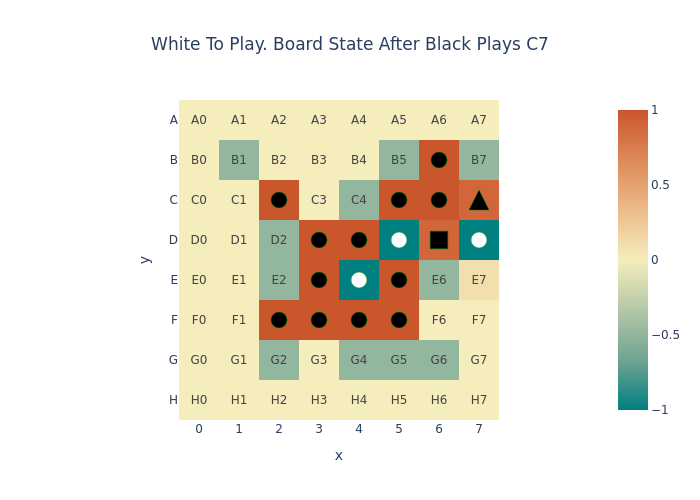 White To Play. Board State After Black Plays C7
A A0 A1 A2 A3 A4 A5 A6 A7
B B0 B1 B2 B3 B4 B5 B7
C C0 C1 C3 C4
D D0 D1 D2
E E0 E1 E2 E6 E7
F F0 F1 F6 F7
G G0 G1 G2 G3 G4 G5 G6 G7
H H0 H1 H2 H3 H4 H5 H6 H7
0 1 2 3 4 5 6 7
x
y
1
0.5
0
−0.5
−1